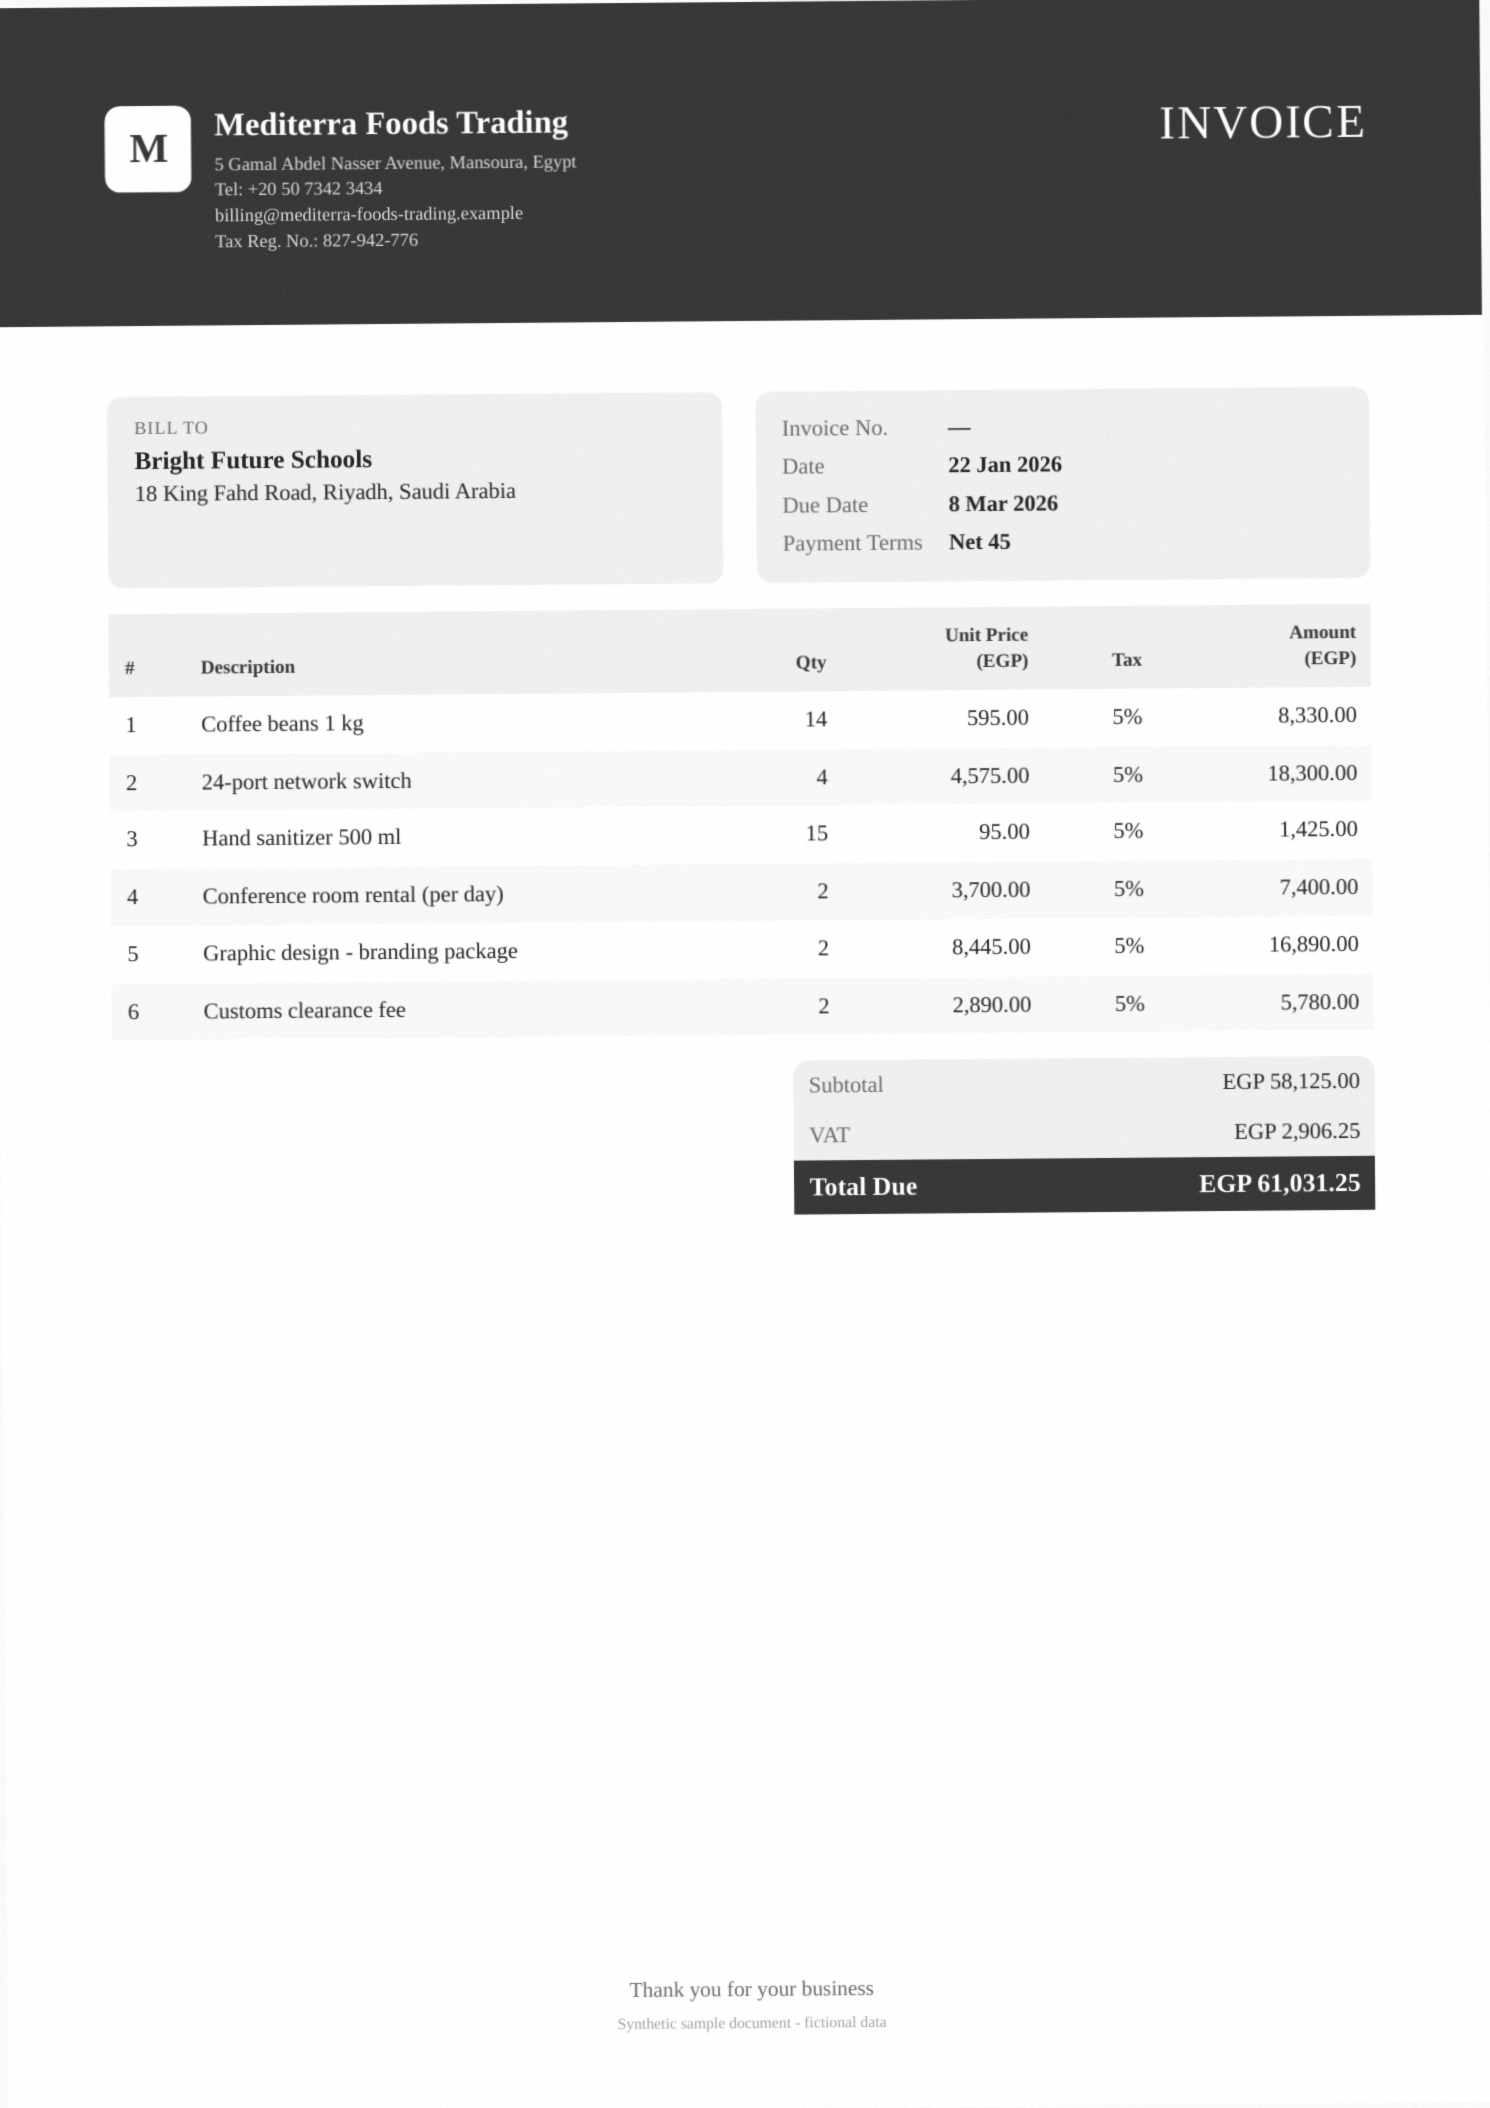 M
Mediterra Foods Trading
5 Gamal Abdel Nasser Avenue, Mansoura, Egypt
Tel: +20 50 7342 3434
billing@mediterra-foods-trading.example
Tax Reg. No.: 827-942-776
INVOICE
BILL TO
Bright Future Schools
18 King Fahd Road, Riyadh, Saudi Arabia
Invoice No. —
Date 22 Jan 2026
Due Date 8 Mar 2026
Payment Terms Net 45
# Description Qty Unit Price (EGP) Tax Amount (EGP)
1 Coffee beans 1 kg 14 595.00 5% 8,330.00
2 24-port network switch 4 4,575.00 5% 18,300.00
3 Hand sanitizer 500 ml 15 95.00 5% 1,425.00
4 Conference room rental (per day) 2 3,700.00 5% 7,400.00
5 Graphic design - branding package 2 8,445.00 5% 16,890.00
6 Customs clearance fee 2 2,890.00 5% 5,780.00
Subtotal EGP 58,125.00
VAT EGP 2,906.25
Total Due EGP 61,031.25
Thank you for your business
Synthetic sample document - fictional data